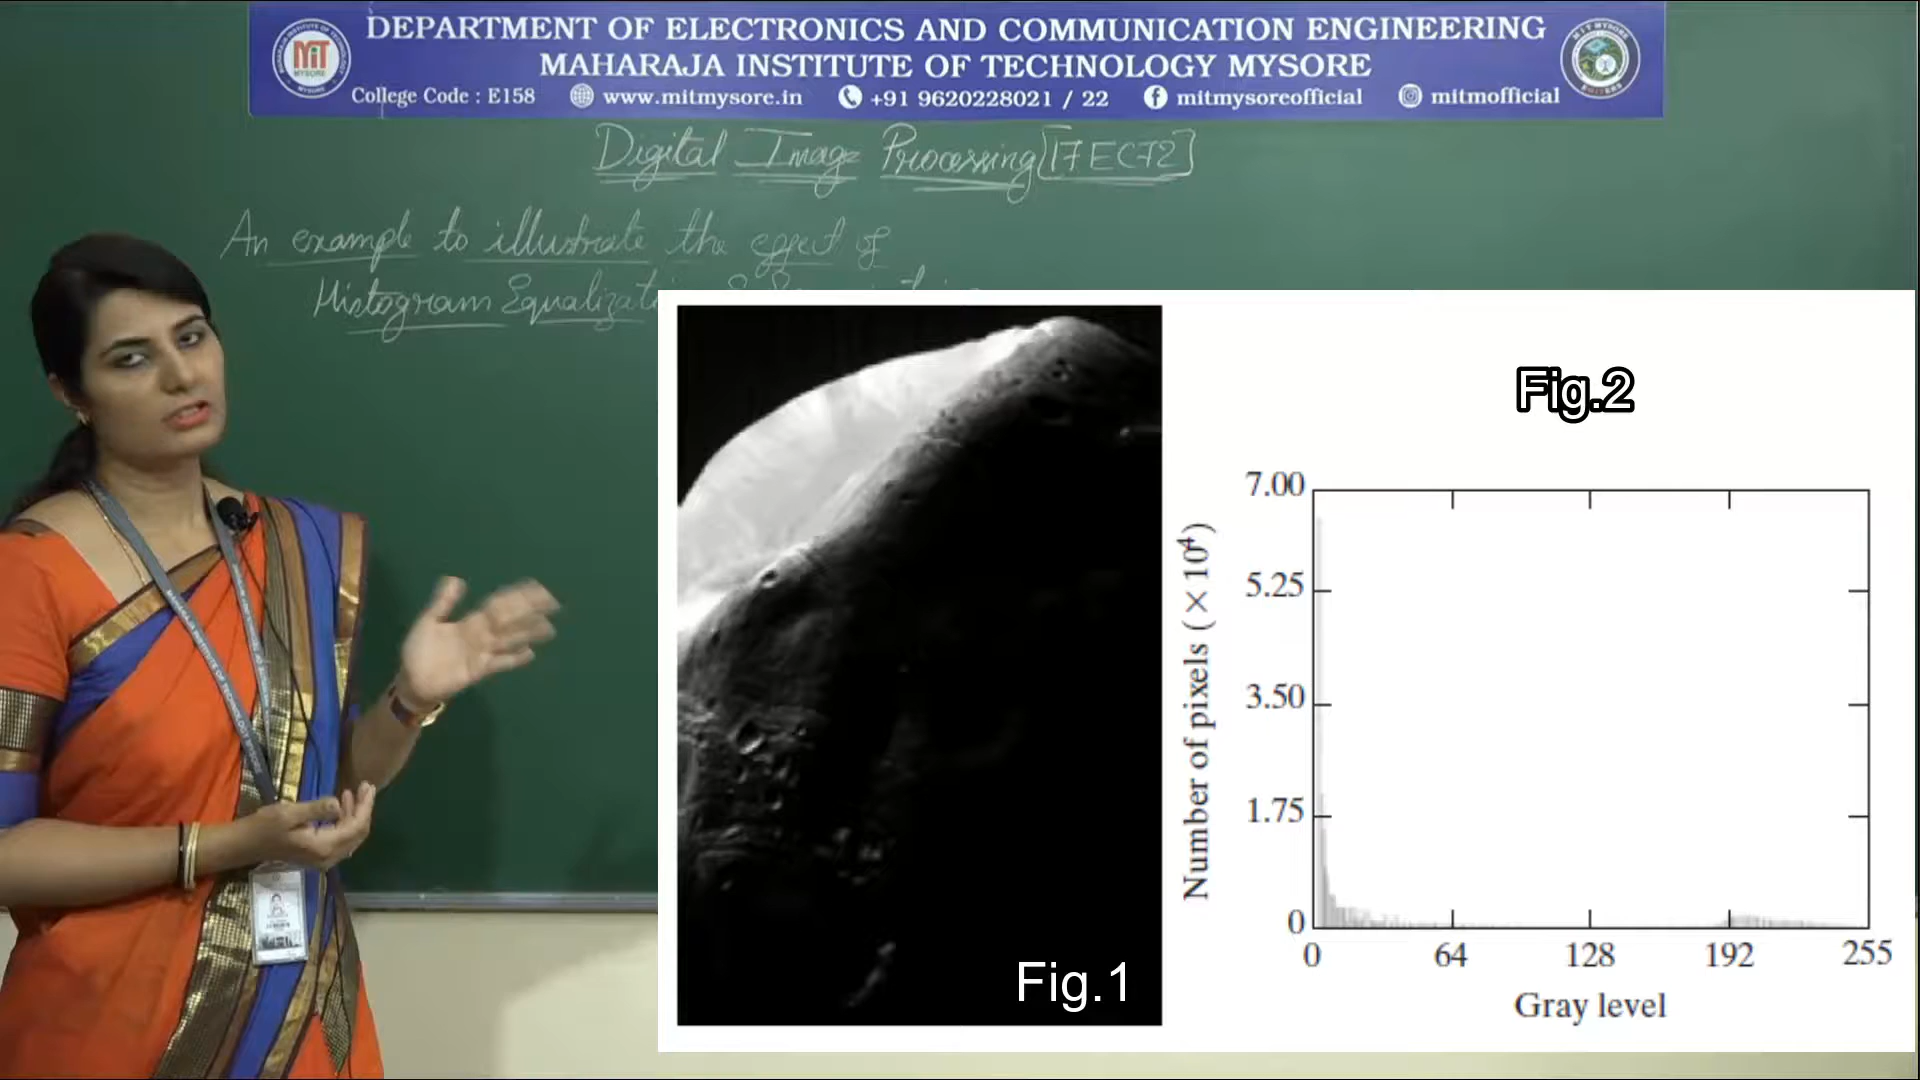 DEPARTMENT OF ELECTRONICS AND COMMUNICATION ENGINEERING
MAHARAJA INSTITUTE OF TECHNOLOGY MYSORE
College Code : E158 www.mitmysore.in +91 9620228021 / 22 mitmysoreofficial mitmofficial
MIT
MYSORE
Digital Image Processing [17EC72]
An example to illustrate the effect of
Histogram Equalizati
Fig.1
Fig.2
Number of pixels (×10⁴)
7.00
5.25
3.50
1.75
0
0 64 128 192 255
Gray level